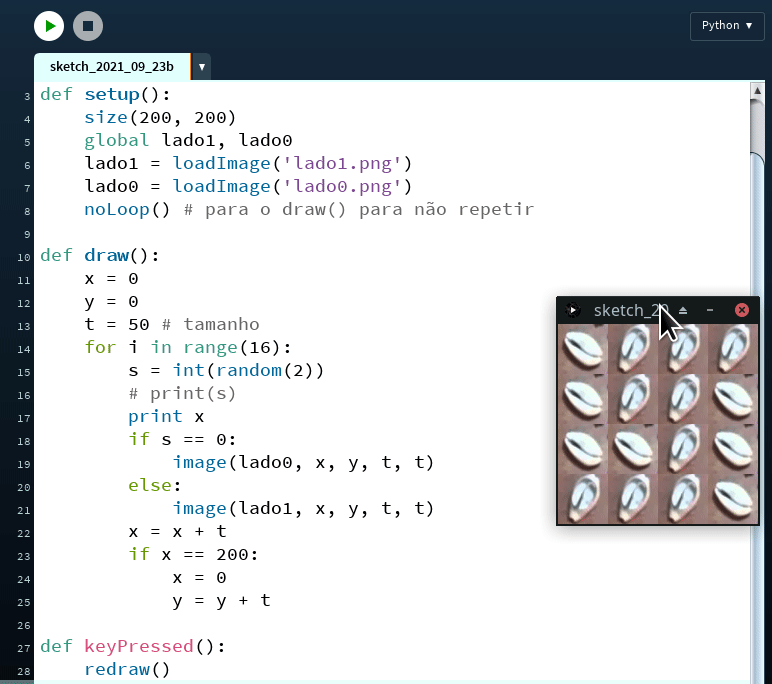 Python ▾
sketch_2021_09_23b ▾
3 def setup():
4     size(200, 200)
5     global lado1, lado0
6     lado1 = loadImage('lado1.png')
7     lado0 = loadImage('lado0.png')
8     noLoop() # para o draw() para não repetir
9
10 def draw():
11     x = 0
12     y = 0
13     t = 50 # tamanho
14     for i in range(16):
15         s = int(random(2))
16         # print(s)
17         print x
18         if s == 0:
19             image(lado0, x, y, t, t)
20         else:
21             image(lado1, x, y, t, t)
22         x = x + t
23         if x == 200:
24             x = 0
25             y = y + t
26
27 def keyPressed():
28     redraw()
sketch_20